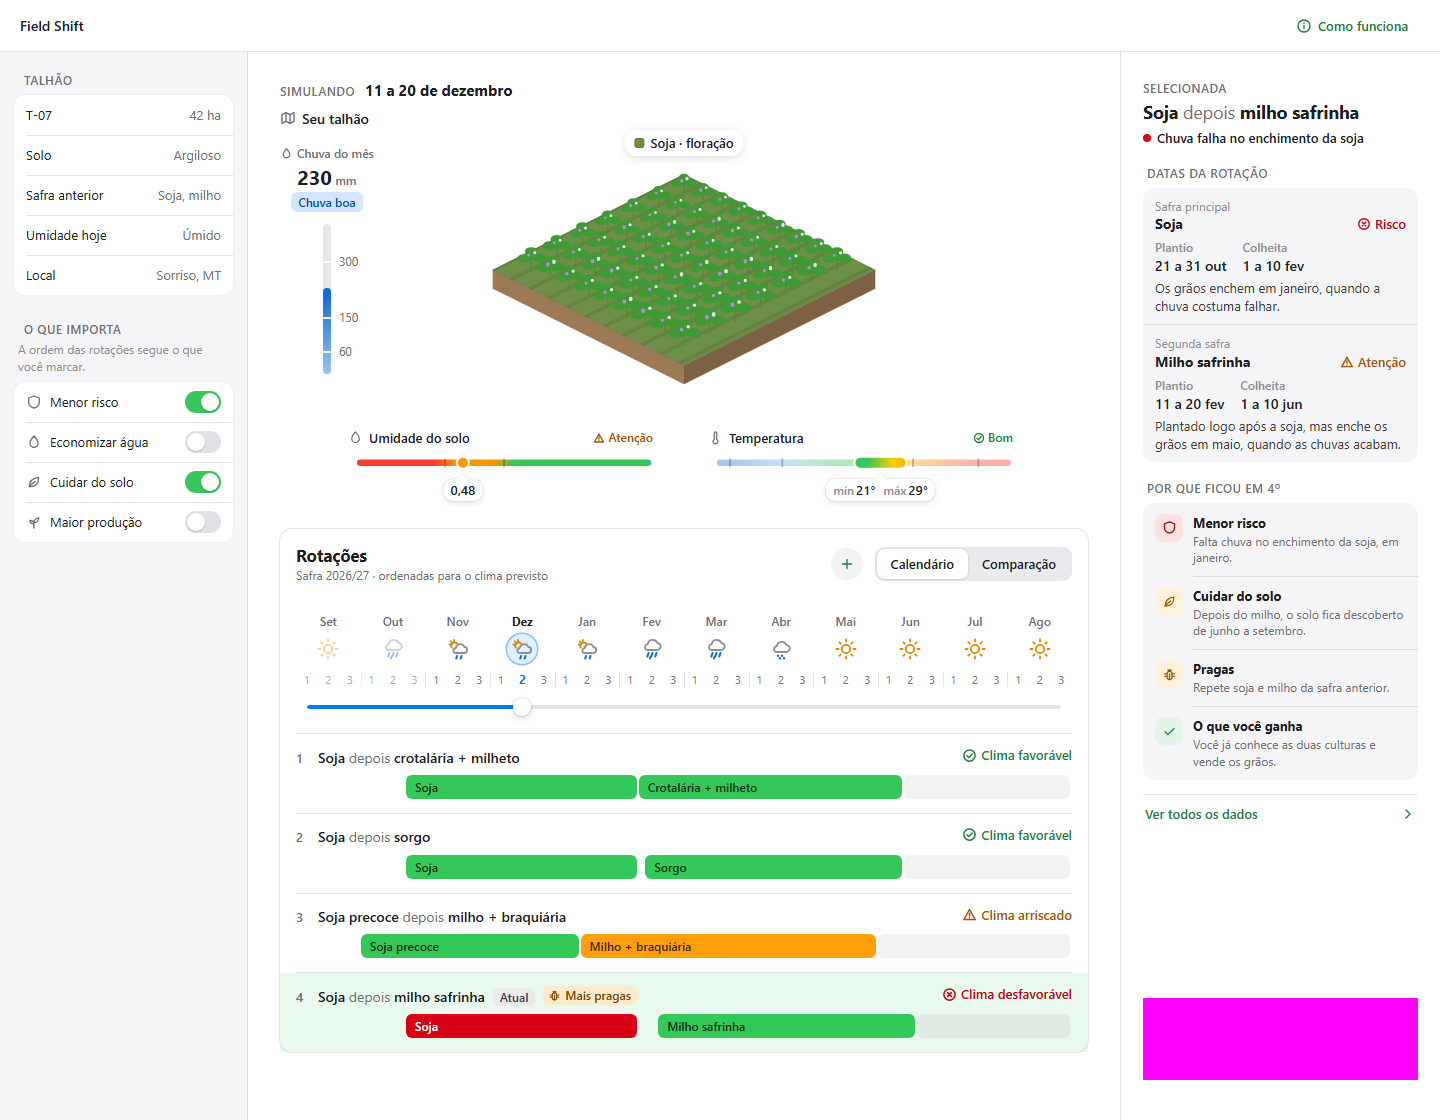 Field Shift
Como funciona
TALHÃO
T-07 42 ha
Solo Argiloso
Safra anterior Soja, milho
Umidade hoje Úmido
Local Sorriso, MT
O QUE IMPORTA
A ordem das rotações segue o que
você marcar.
Menor risco
Economizar água
Cuidar do solo
Maior produção
SIMULANDO 11 a 20 de dezembro
Seu talhão
Chuva do mês
230 mm
Chuva boa
300
150
60
Soja · floração
Umidade do solo Atenção
0,48
Temperatura Bom
mín 21° máx 29°
Rotações
Safra 2026/27 · ordenadas para o clima previsto
+
Calendário Comparação
Set Out Nov Dez Jan Fev Mar Abr Mai Jun Jul Ago
1 2 3 1 2 3 1 2 3 1 2 3 1 2 3 1 2 3 1 2 3 1 2 3 1 2 3 1 2 3 1 2 3 1 2 3
1 Soja depois crotalária + milheto Clima favorável
Soja Crotalária + milheto
2 Soja depois sorgo Clima favorável
Soja Sorgo
3 Soja precoce depois milho + braquiária Clima arriscado
Soja precoce Milho + braquiária
4 Soja depois milho safrinha Atual Mais pragas Clima desfavorável
Soja Milho safrinha
SELECIONADA
Soja depois milho safrinha
Chuva falha no enchimento da soja
DATAS DA ROTAÇÃO
Safra principal
Soja Risco
Plantio Colheita
21 a 31 out 1 a 10 fev
Os grãos enchem em janeiro, quando a
chuva costuma falhar.
Segunda safra
Milho safrinha Atenção
Plantio Colheita
11 a 20 fev 1 a 10 jun
Plantado logo após a soja, mas enche os
grãos em maio, quando as chuvas acabam.
POR QUE FICOU EM 4º
Menor risco
Falta chuva no enchimento da soja, em
janeiro.
Cuidar do solo
Depois do milho, o solo fica descoberto
de junho a setembro.
Pragas
Repete soja e milho da safra anterior.
O que você ganha
Você já conhece as duas culturas e
vende os grãos.
Ver todos os dados